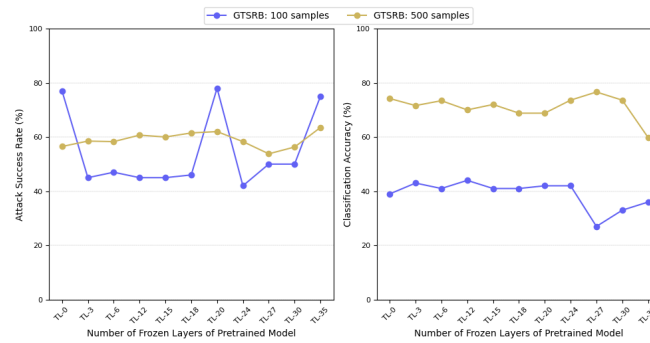 GTSRB: 100 samples GTSRB: 500 samples
Attack Success Rate (%)
100
80
60
40
20
0
TL-0 TL-3 TL-6 TL-12 TL-15 TL-18 TL-20 TL-24 TL-27 TL-30 TL-35
Number of Frozen Layers of Pretrained Model
Classification Accuracy (%)
100
80
60
40
20
0
TL-0 TL-3 TL-6 TL-12 TL-15 TL-18 TL-20 TL-24 TL-27 TL-30
Number of Frozen Layers of Pretrained Model